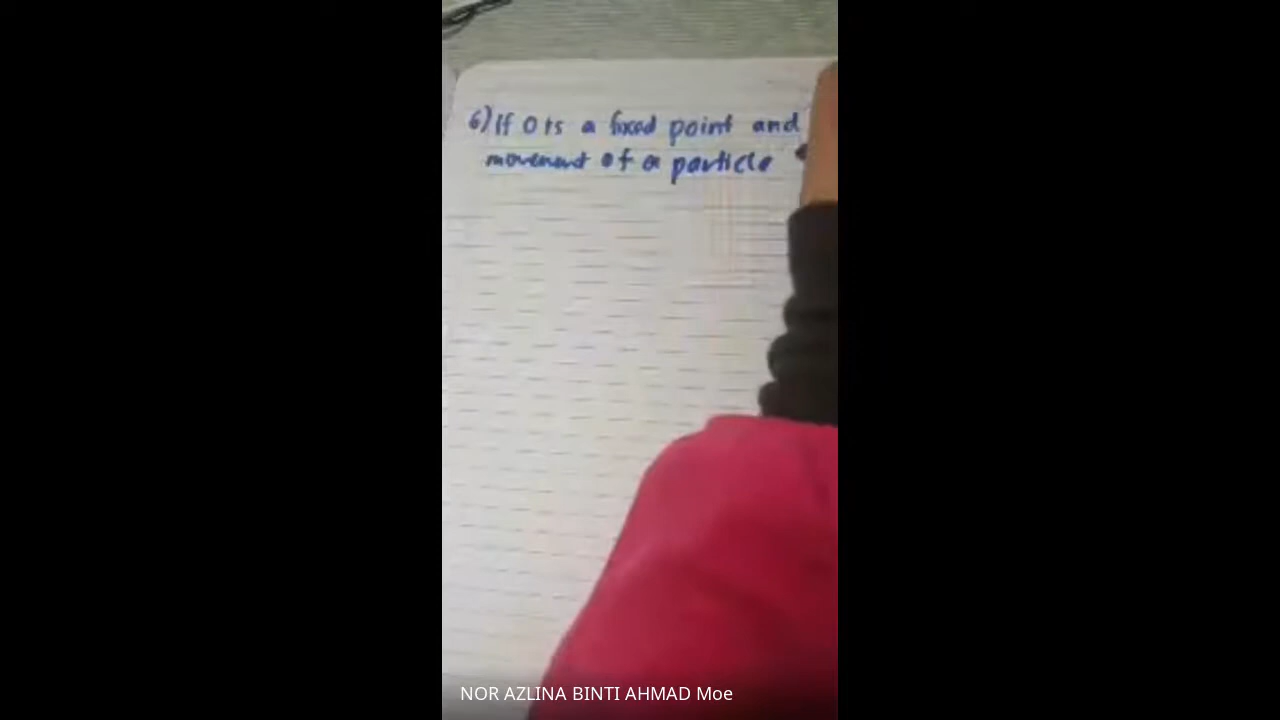 6) If O is a fixed point and
movement of a particle
NOR AZLINA BINTI AHMAD Moe